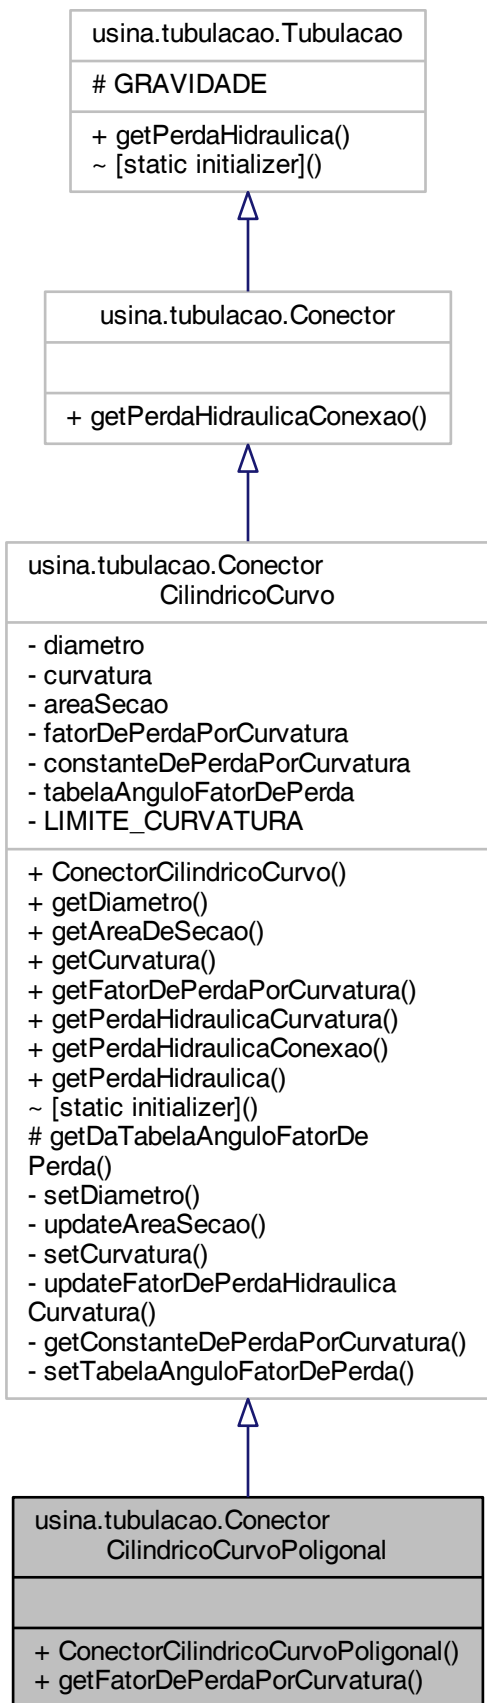 usina.tubulacao.Tubulacao
# GRAVIDADE
+ getPerdaHidraulica()
~ [static initializer]()
usina.tubulacao.Conector
+ getPerdaHidraulicaConexao()
usina.tubulacao.Conector
CilindricoCurvo
- diametro
- curvatura
- areaSecao
- fatorDePerdaPorCurvatura
- constanteDePerdaPorCurvatura
- tabelaAnguloFatorDePerda
- LIMITE_CURVATURA
+ ConectorCilindricoCurvo()
+ getDiametro()
+ getAreaDeSecao()
+ getCurvatura()
+ getFatorDePerdaPorCurvatura()
+ getPerdaHidraulicaCurvatura()
+ getPerdaHidraulicaConexao()
+ getPerdaHidraulica()
~ [static initializer]()
# getDaTabelaAnguloFatorDe
Perda()
- setDiametro()
- updateAreaSecao()
- setCurvatura()
- updateFatorDePerdaHidraulica
Curvatura()
- getConstanteDePerdaPorCurvatura()
- setTabelaAnguloFatorDePerda()
usina.tubulacao.Conector
CilindricoCurvoPoligonal
+ ConectorCilindricoCurvoPoligonal()
+ getFatorDePerdaPorCurvatura()